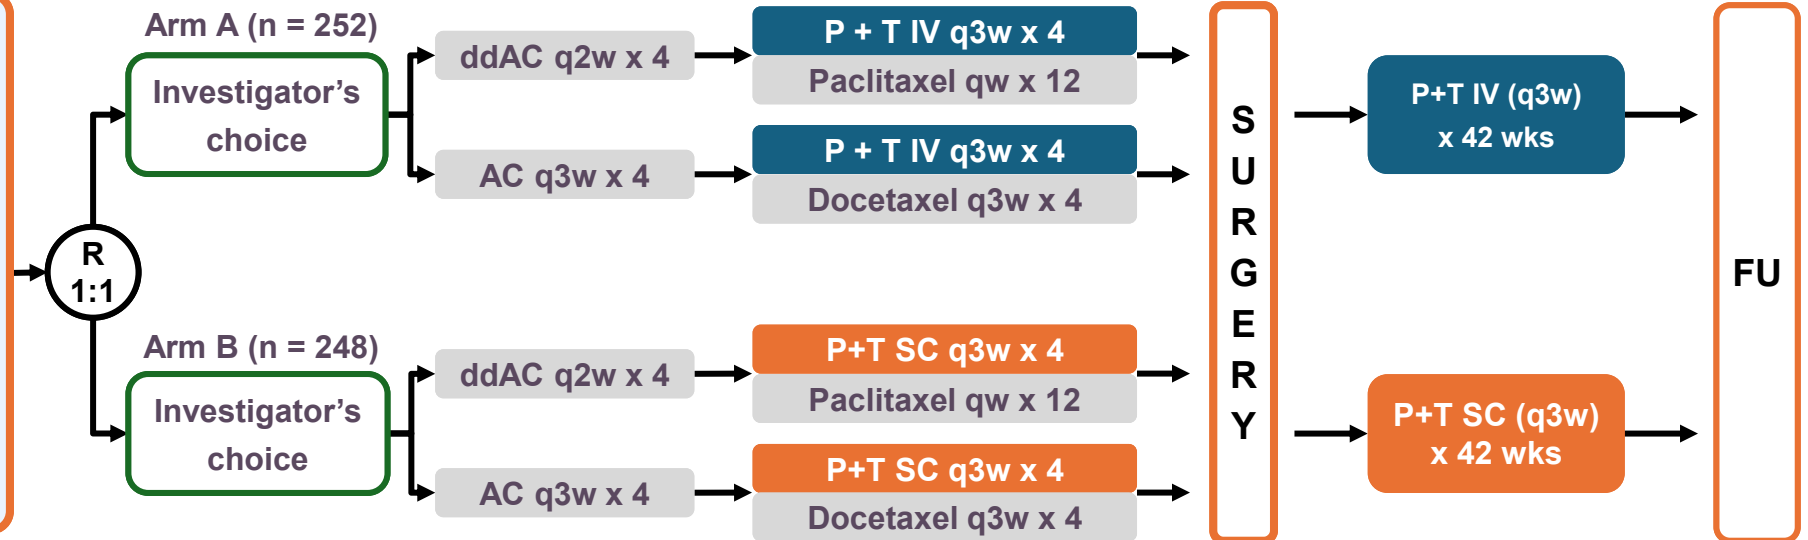 R
1:1
Arm A (n = 252)
Investigator's
choice
ddAC q2w x 4
P + T IV q3w x 4
Paclitaxel qw x 12
AC q3w x 4
P + T IV q3w x 4
Docetaxel q3w x 4
Arm B (n = 248)
Investigator's
choice
ddAC q2w x 4
P+T SC q3w x 4
Paclitaxel qw x 12
AC q3w x 4
P+T SC q3w x 4
Docetaxel q3w x 4
S
U
R
G
E
R
Y
P+T IV (q3w)
x 42 wks
P+T SC (q3w)
x 42 wks
FU